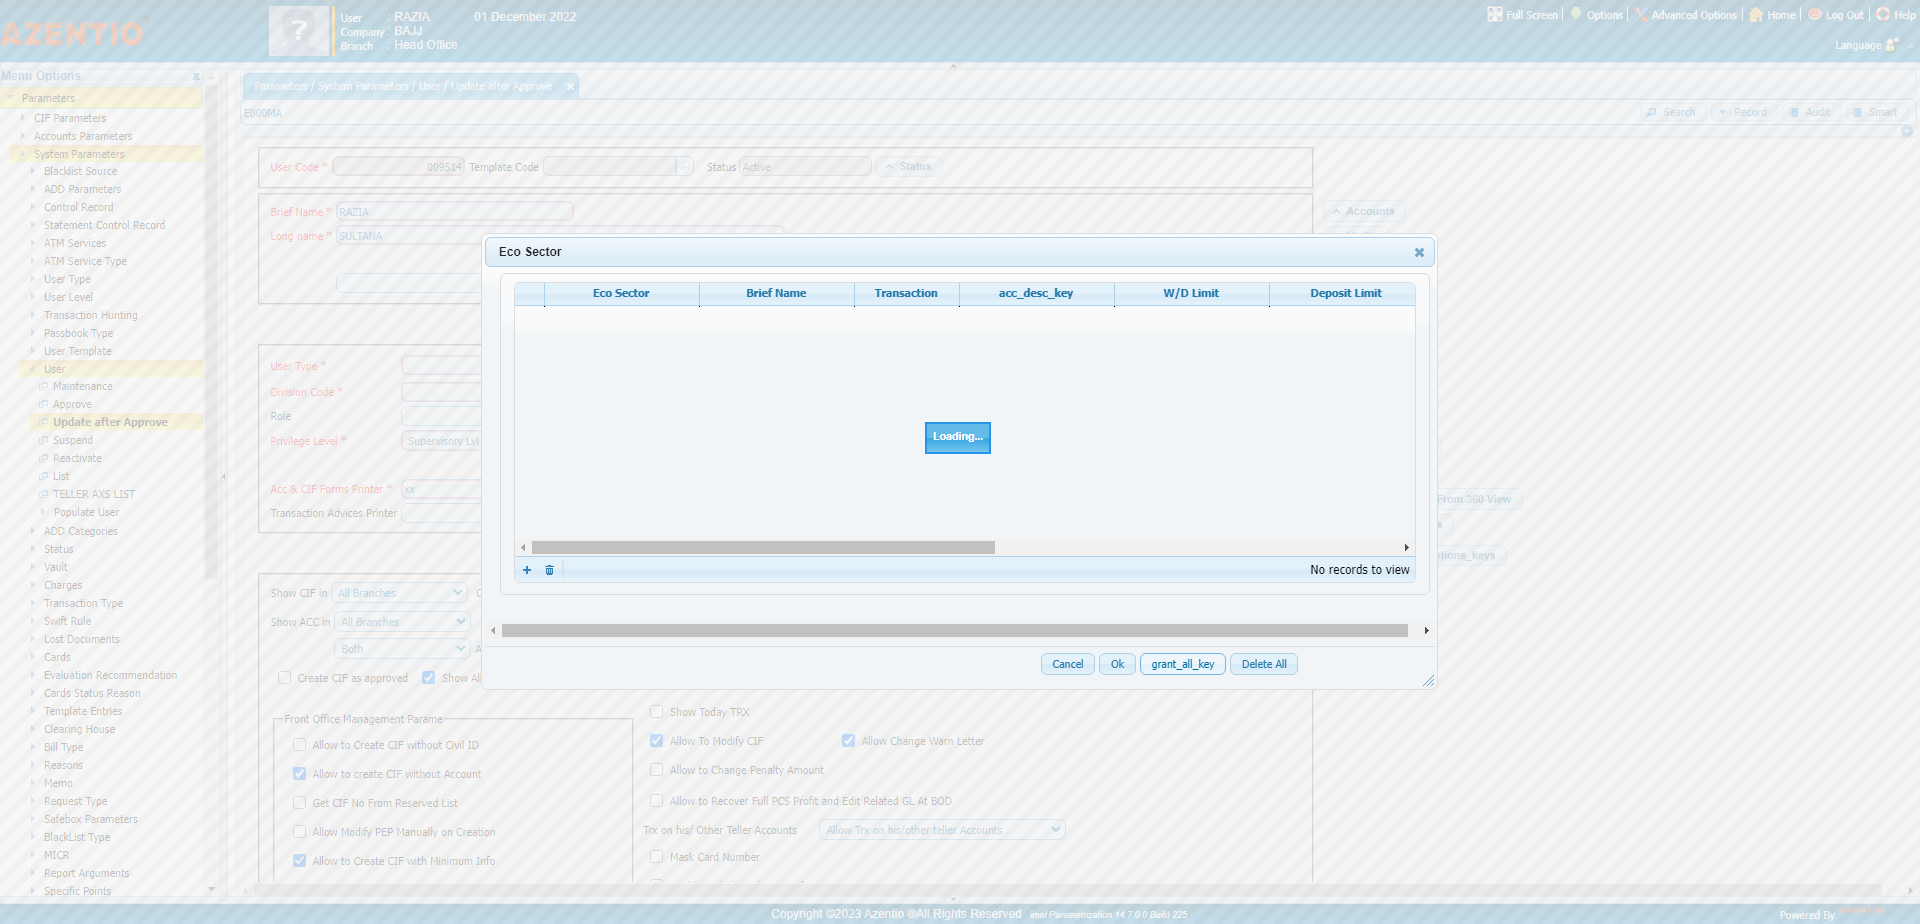 AZENTIO
User : RAZIA 01 December 2022
Company : BAJJ
Branch : Head Office
Full Screen Options Advanced Options Home Log Out Help
Language
Menu Options
Parameters
CIF Parameters
Accounts Parameters
System Parameters
Blacklist Source
ADD Parameters
Control Record
Statement Control Record
ATM Services
ATM Service Type
User Type
User Level
Transaction Hunting
Passbook Type
User Template
User
Maintenance
Approve
Update after Approve
Suspend
Reactivate
List
TELLER AXS LIST
Populate User
ADD Categories
Status
Vault
Charges
Transaction Type
Swift Rule
Lost Documents
Cards
Evaluation Recommendation
Cards Status Reason
Template Entries
Clearing House
Bill Type
Reasons
Memo
Request Type
Safebox Parameters
BlackList Type
MICR
Report Arguments
Specific Points
Parameters / System Parameters / User / Update after Approve
E000MA
Search Record Audit Smart
User Code * 009514 Template Code Status Active Status
Brief Name * RAZIA
Long name * SULTANA
Accounts
Eco Sector
Eco Sector Brief Name Transaction acc_desc_key W/D Limit Deposit Limit
Loading...
No records to view
Cancel Ok grant_all_key Delete All
User Type *
Division Code *
Role
Privilege Level * Supervisory Lvl
Acc & CIF Forms Printer * xx
Transaction Advices Printer
From 360 View
tions_keys
Show CIF in All Branches
Show ACC in All Branches
Both
Create CIF as approved Show Al
Front Office Management Parame
Allow to Create CIF without Civil ID
Allow to create CIF without Account
Get CIF No From Reserved List
Allow Modify PEP Manually on Creation
Allow to Create CIF with Minimum Info
Show Today TRX
Allow To Modify CIF Allow Change Warn Letter
Allow to Change Penalty Amount
Allow to Recover Full PCS Profit and Edit Related GL At BOD
Trx on his/ Other Teller Accounts Allow Trx on his/other teller Accounts
Mask Card Number
Copyright ©2023 Azentio ®All Rights Reserved imal Parametrization 14.7.0.0 Build 225
Powered By